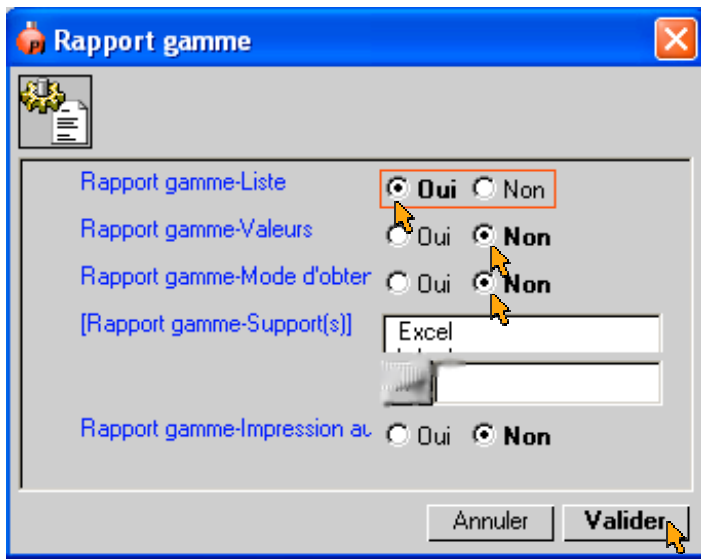 Rapport gamme
Rapport gamme-Liste Oui Non
Rapport gamme-Valeurs Oui Non
Rapport gamme-Mode d'obter Oui Non
[Rapport gamme-Support(s)] Excel
Rapport gamme-Impression au Oui Non
Annuler Valider